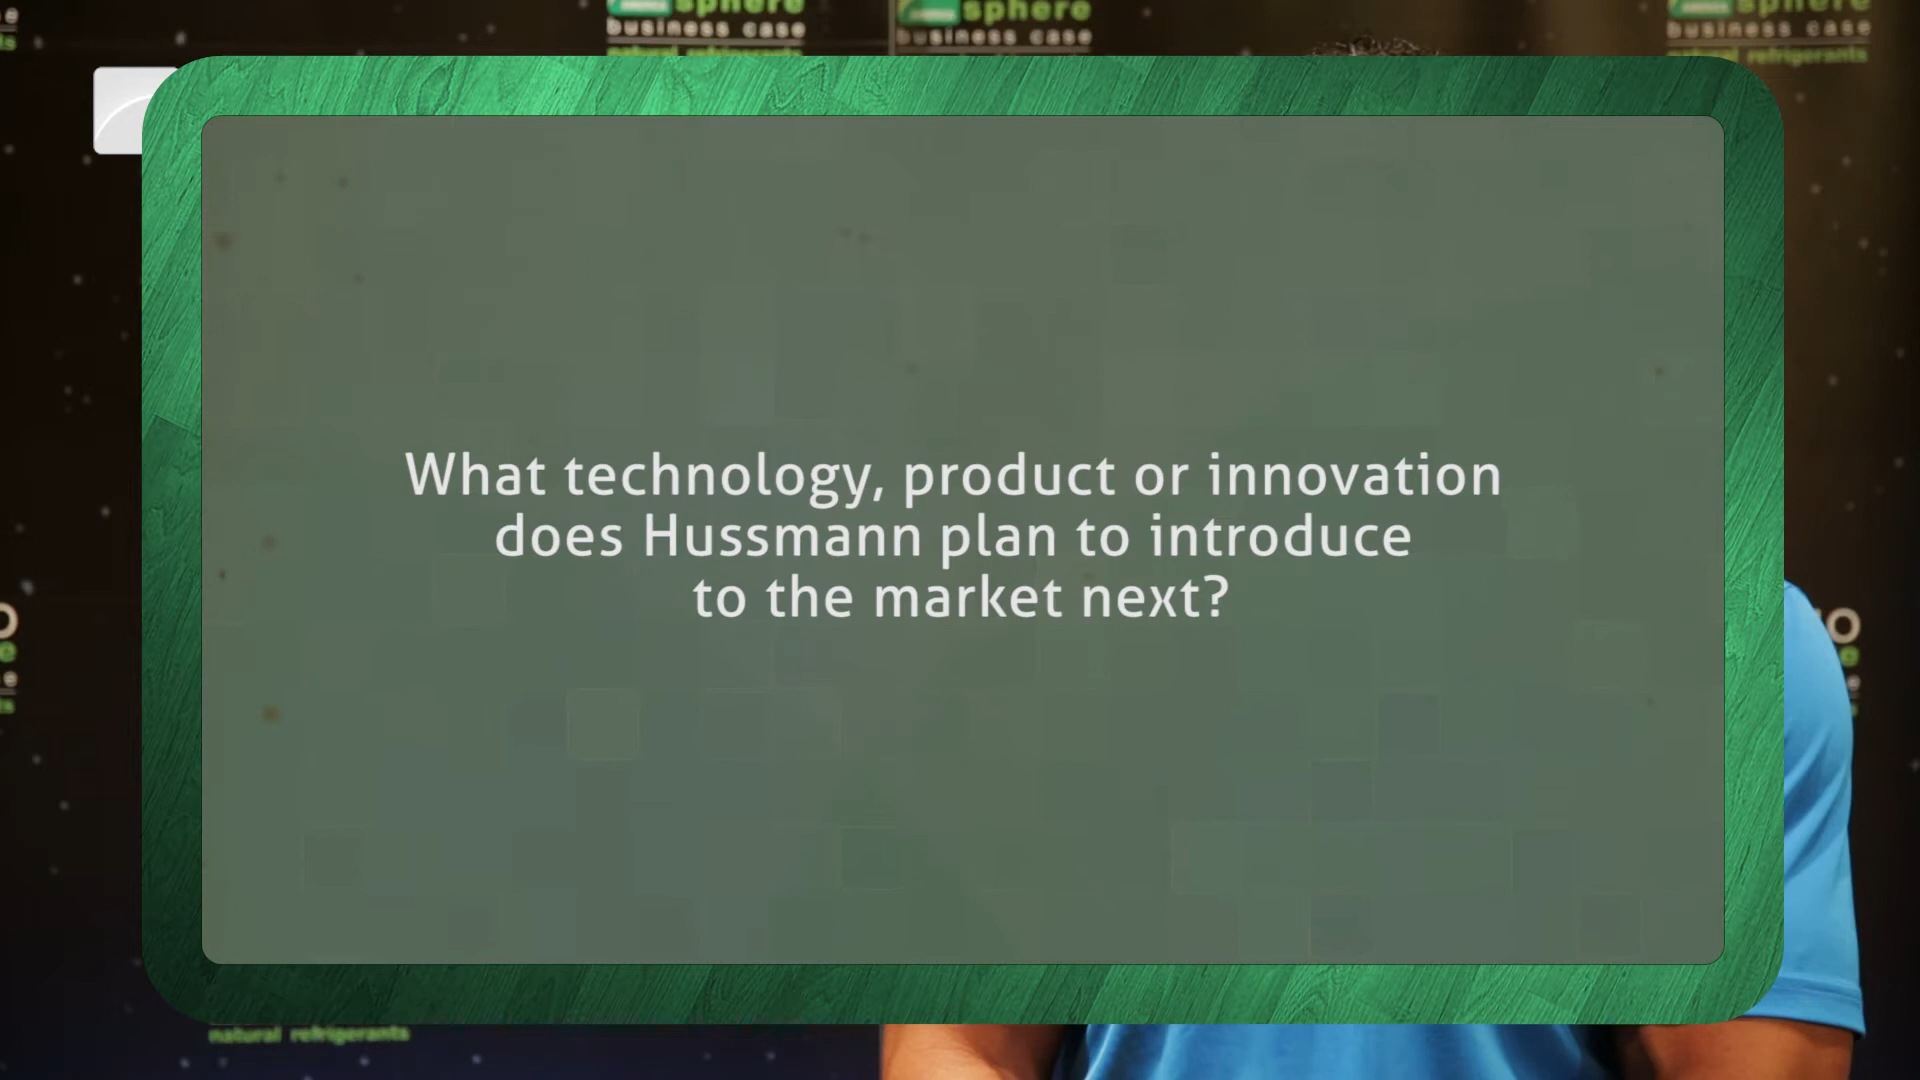 sphere
sphere
sphere
business case
business case
business case
natural refrigerants
refrigerants
What technology, product or innovation
does Hussmann plan to introduce
to the market next?
natural refrigerants